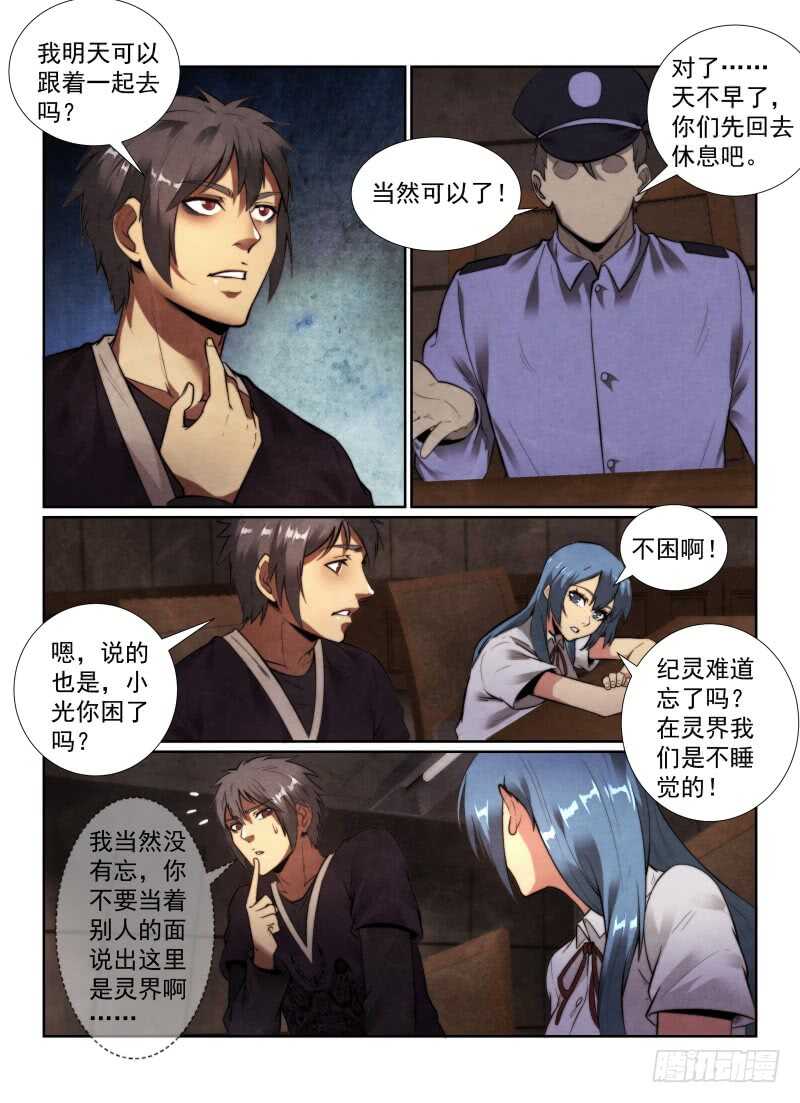 我明天可以
跟着一起去
吗？
当然可以了！
对了……
天不早了，
你们先回去
休息吧。
嗯，说的
也是，小
光你困了
吗？
不困啊！
纪灵难道
忘了吗？
在灵界我
们是不睡
觉的！
我当然没
有忘，你
不要当着
别人的面
说出这里
是灵界啊
……
腾讯动漫